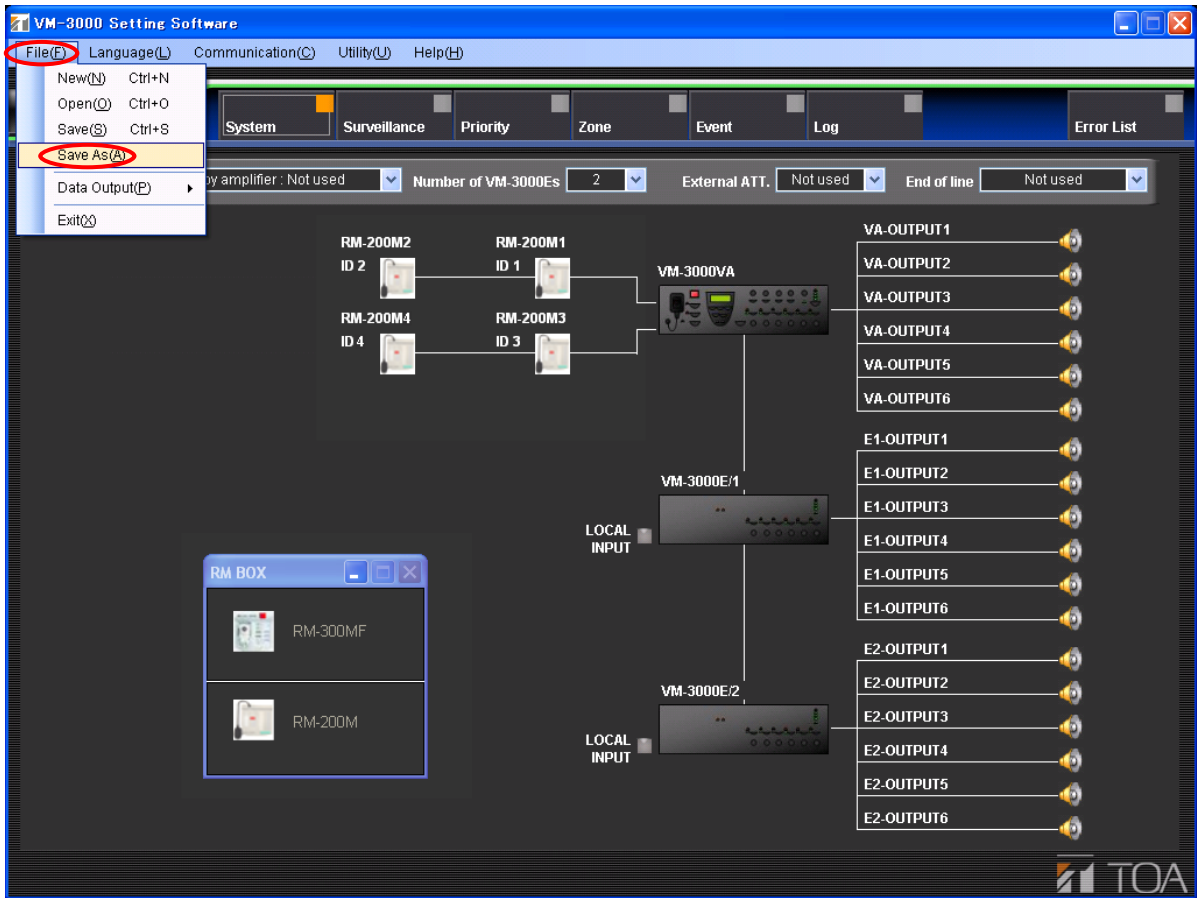 VM-3000 Setting Software
File(F) Language(L) Communication(C) Utility(U) Help(H)
New(N) Ctrl+N
Open(O) Ctrl+O
Save(S) Ctrl+S
Save As(A)
Data Output(P)
Exit(X)
System Surveillance Priority Zone Event Log Error List
by amplifier : Not used Number of VM-3000Es 2 External ATT. Not used End of line Not used
RM-200M2
ID 2
RM-200M1
ID 1
RM-200M4
ID 4
RM-200M3
ID 3
VM-3000VA
VA-OUTPUT1
VA-OUTPUT2
VA-OUTPUT3
VA-OUTPUT4
VA-OUTPUT5
VA-OUTPUT6
VM-3000E/1
LOCAL
INPUT
E1-OUTPUT1
E1-OUTPUT2
E1-OUTPUT3
E1-OUTPUT4
E1-OUTPUT5
E1-OUTPUT6
RM BOX
RM-300MF
RM-200M
VM-3000E/2
LOCAL
INPUT
E2-OUTPUT1
E2-OUTPUT2
E2-OUTPUT3
E2-OUTPUT4
E2-OUTPUT5
E2-OUTPUT6
TOA